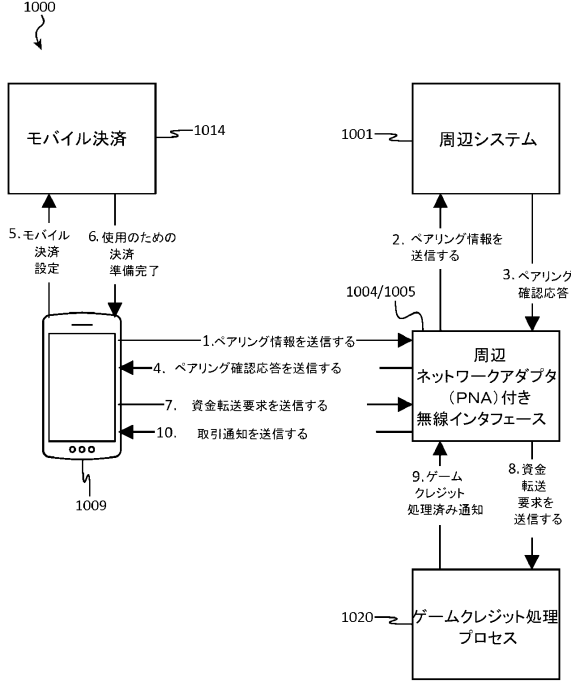 1000
モバイル決済
1014
1001
周辺システム
5.モバイル
決済
設定
6.使用のための
決済
準備完了
2. ペアリング情報を
送信する
3. ペアリング
確認応答
1004/1005
1.ペアリング情報を送信する
4. ペアリング確認応答を送信する
7. 資金転送要求を送信する
10. 取引通知を送信する
周辺
ネットワークアダプタ
(PNA)付き
無線インタフェース
1009
9.ゲーム
クレジット
処理済み通知
8.資金
転送
要求を
送信する
1020
ゲームクレジット処理
プロセス